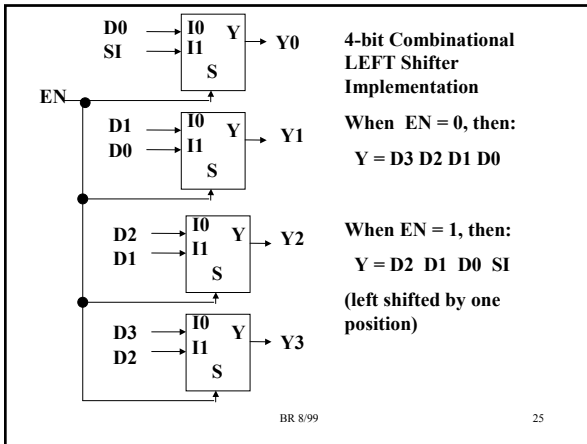 D0 I0 Y Y0
SI I1
S
EN
D1 I0 Y Y1
D0 I1
S
D2 I0 Y Y2
D1 I1
S
D3 I0 Y Y3
D2 I1
S
4-bit Combinational
LEFT Shifter
Implementation
When EN = 0, then:
Y = D3 D2 D1 D0
When EN = 1, then:
Y = D2 D1 D0 SI
(left shifted by one
position)
BR 8/99 25